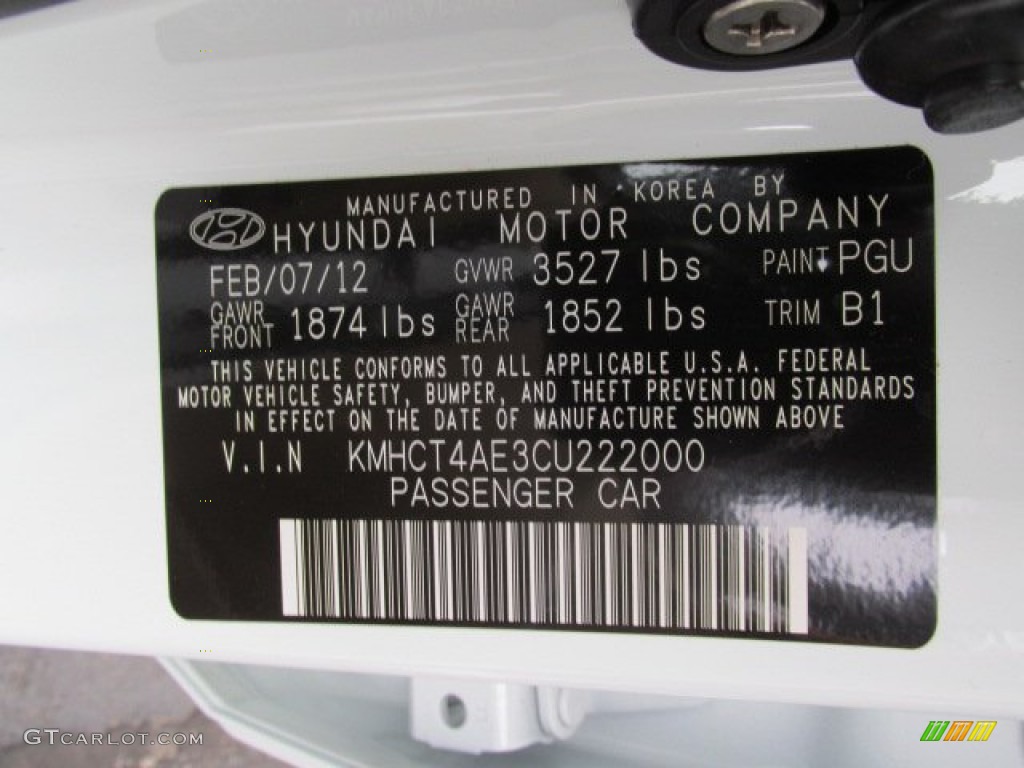 MANUFACTURED IN KOREA BY
HYUNDAI MOTOR COMPANY
FEB/07/12 GVWR 3527 lbs PAINT PGU
GAWR FRONT 1874 lbs GAWR REAR 1852 lbs TRIM B1
THIS VEHICLE CONFORMS TO ALL APPLICABLE U.S.A. FEDERAL
MOTOR VEHICLE SAFETY, BUMPER, AND THEFT PREVENTION STANDARDS
IN EFFECT ON THE DATE OF MANUFACTURE SHOWN ABOVE
V.I.N KMHCT4AE3CU222000
PASSENGER CAR
GTCARLOT.COM